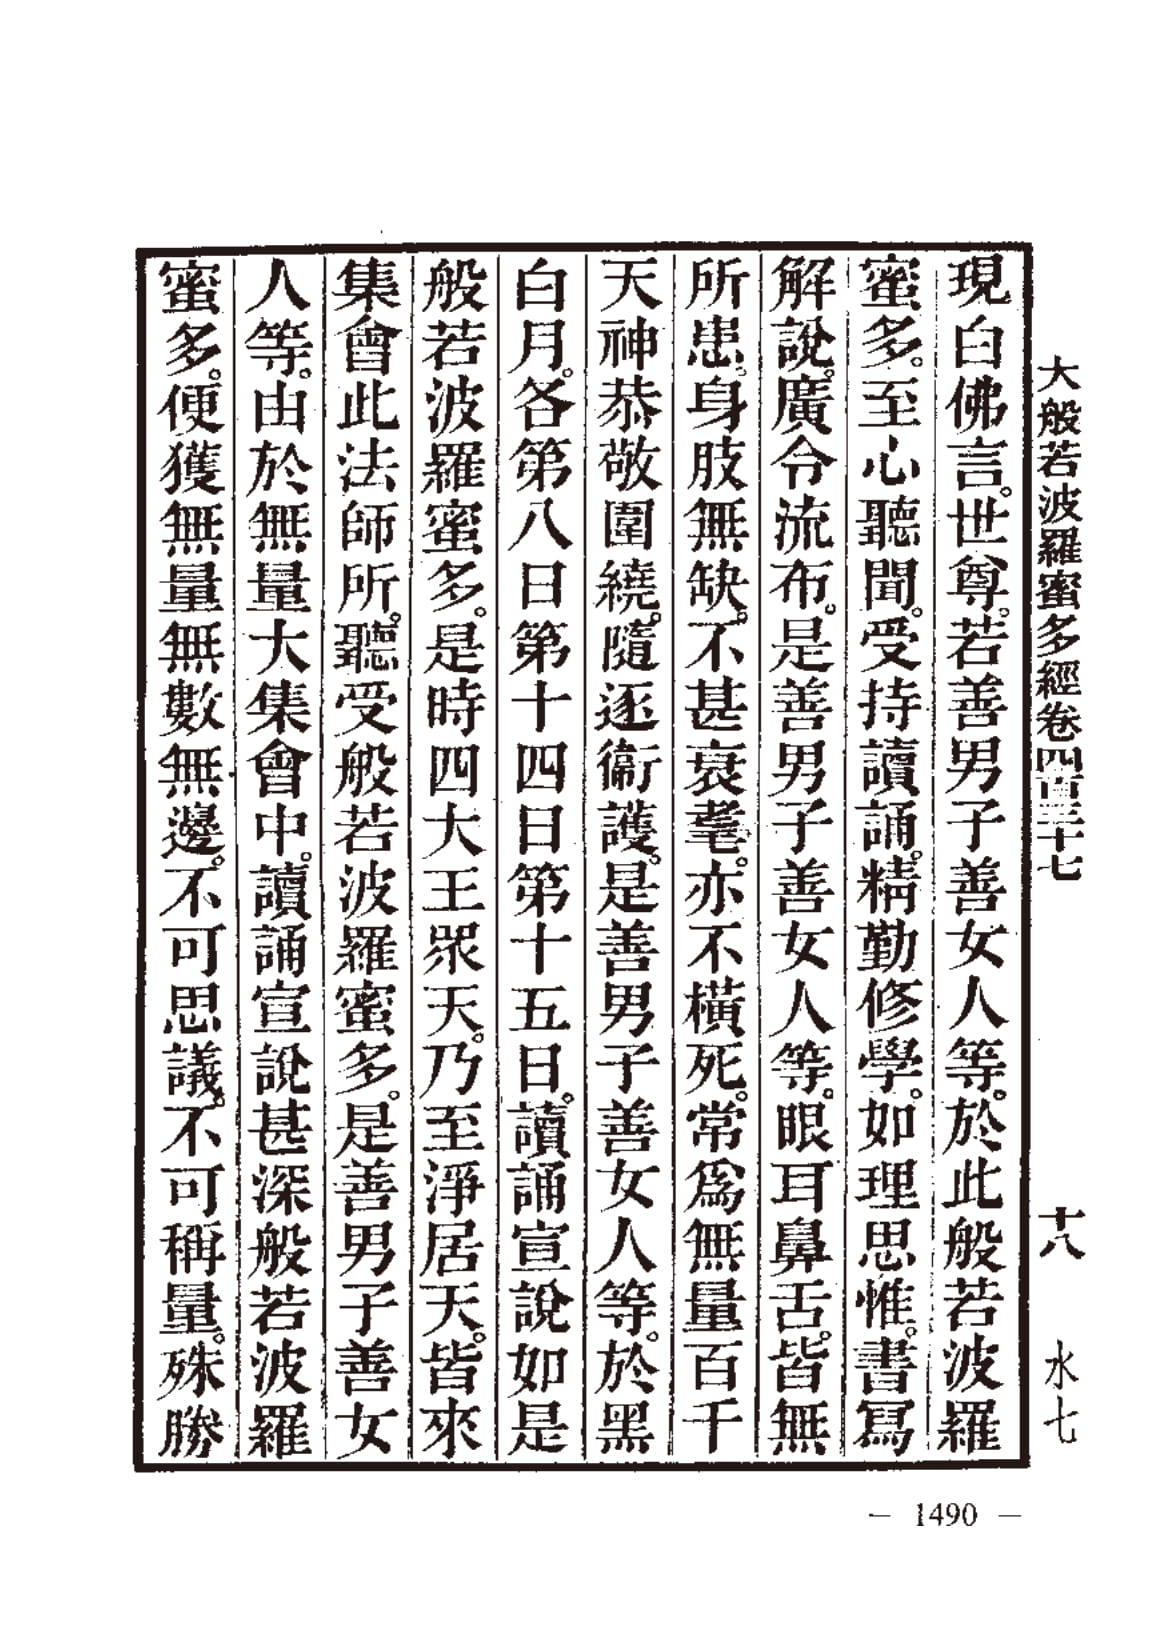 大般若波羅蜜多經卷四百三十七 十八 水七
現白佛言。世尊。若善男子善女人等。於此般若波羅
蜜多。至心聽聞。受持讀誦。精勤修學。如理思惟。書寫
解說。廣令流布。是善男子善女人等。眼耳鼻舌。皆無
所患。身肢無缺。不甚衰耄。亦不橫死。常爲無量百千
天神恭敬圍繞。隨逐衞護。是善男子善女人等。於黑
白月。各第八日第十四日第十五日。讀誦宣說如是
般若波羅蜜多。是時四大王眾天。乃至淨居天。皆來
集會此法師所。聽受般若波羅蜜多。是善男子善女
人等。由於無量大集會中。讀誦宣說甚深般若波羅
蜜多。便獲無量無數無邊。不可思議。不可稱量。殊勝
— 1490 —